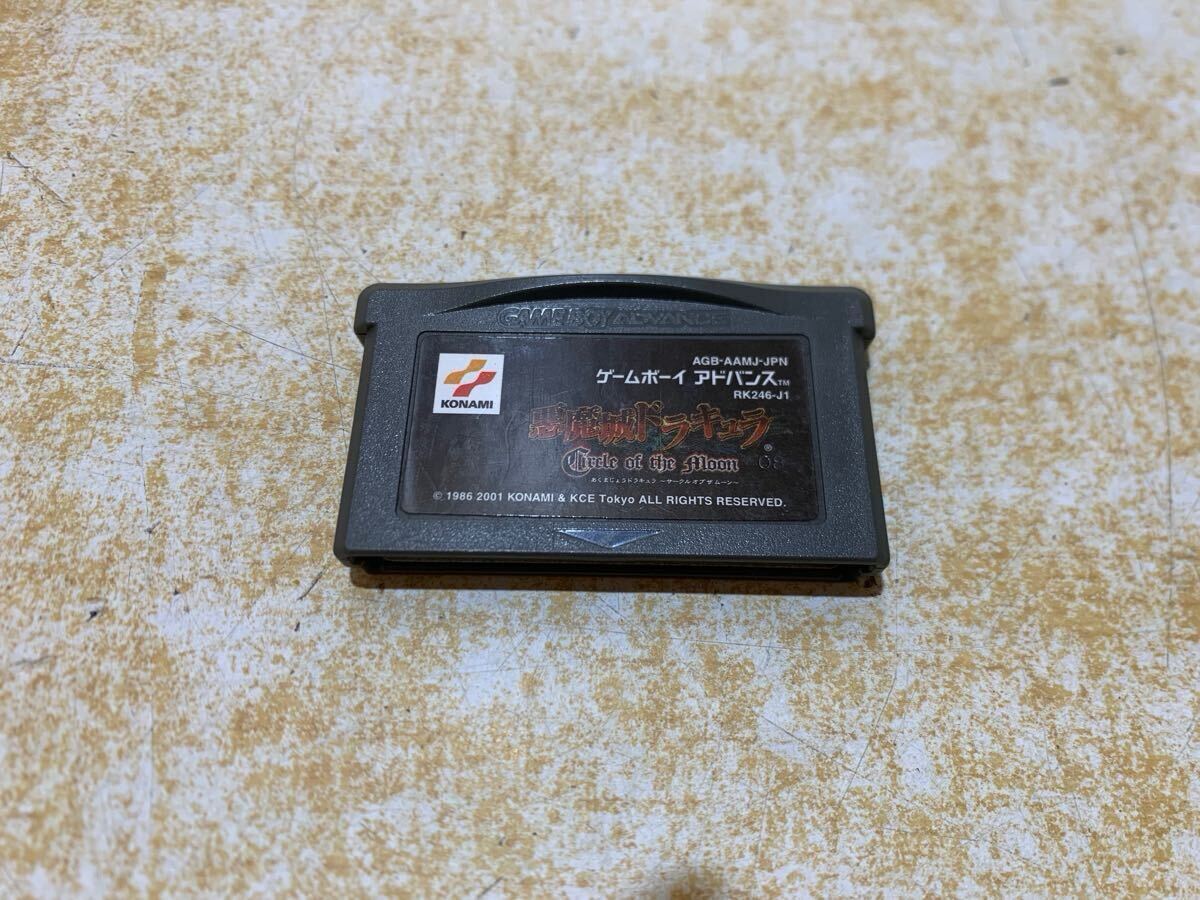 GAME BOY ADVANCE
AGB-AAMJ-JPN
ゲームボーイ アドバンス™
RK246-J1
KONAMI
悪魔城ドラキュラ®
Circle of the Moon
あくまじょうドラキュラ ～サークル オブ ザ ムーン～
© 1986 2001 KONAMI & KCE Tokyo ALL RIGHTS RESERVED.